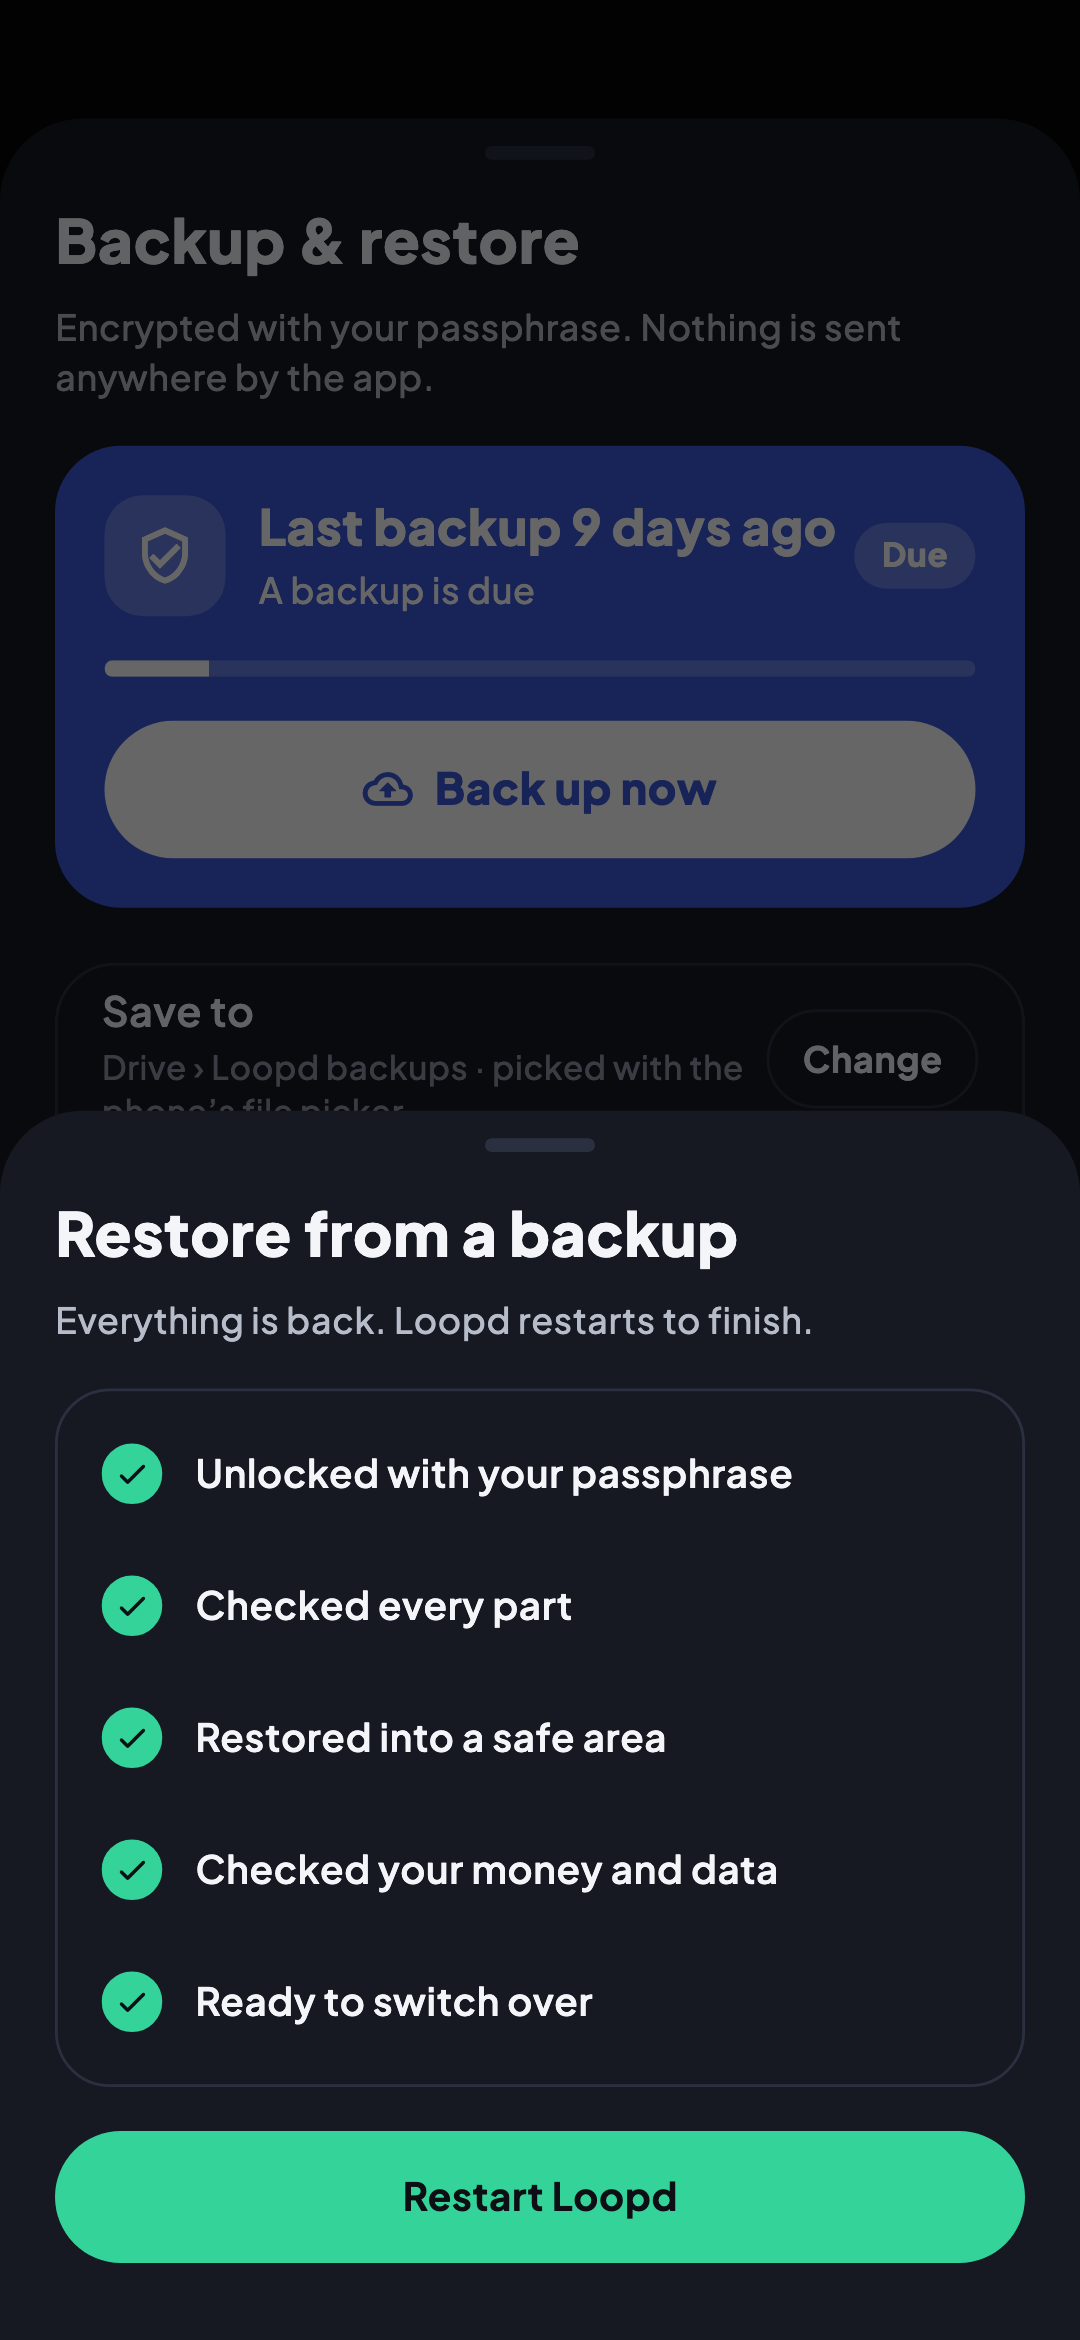 Backup & restore
Encrypted with your passphrase. Nothing is sent
anywhere by the app.
Last backup 9 days ago
Due
A backup is due
Back up now
Save to
Drive › Loopd backups · picked with the
Change
phone’s file picker
Restore from a backup
Everything is back. Loopd restarts to finish.
Unlocked with your passphrase
Checked every part
Restored into a safe area
Checked your money and data
Ready to switch over
Restart Loopd